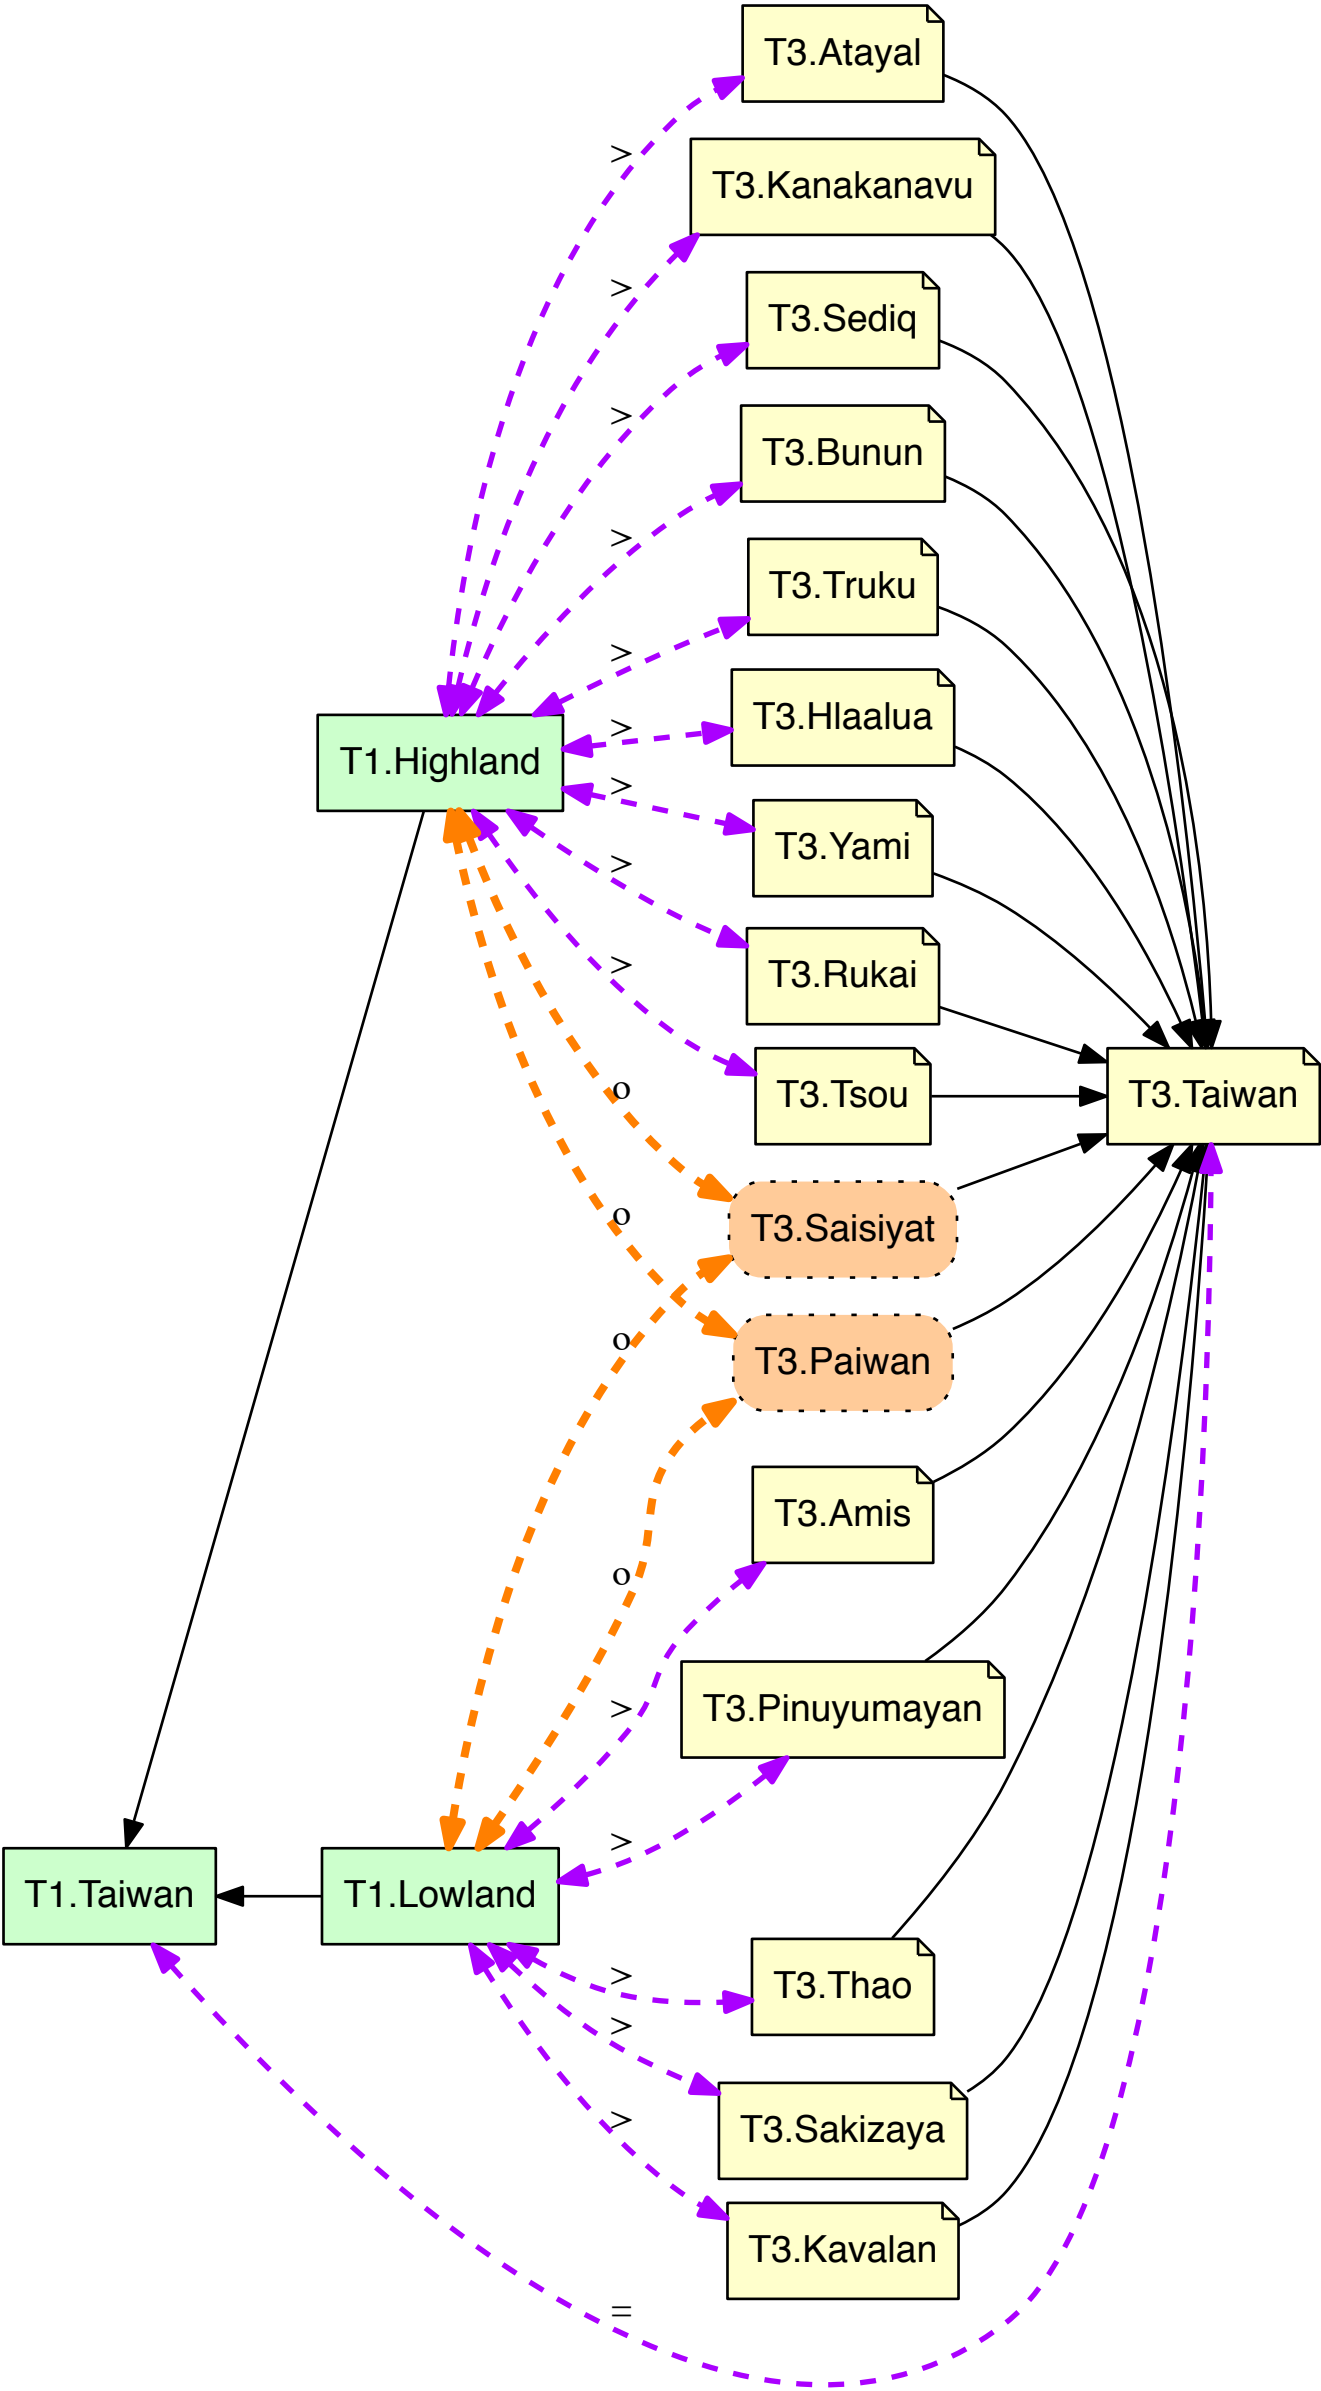 T3.Atayal
>
T3.Kanakanavu
>
T3.Sediq
>
T3.Bunun
>
T3.Truku
>
T3.Hlaalua
>
T1.Highland
>
T3.Yami
>
T3.Rukai
>
T3.Tsou
T3.Taiwan
o
T3.Saisiyat
o
o
T3.Paiwan
T3.Amis
o
>
T3.Pinuyumayan
>
T1.Taiwan
T1.Lowland
>
T3.Thao
>
T3.Sakizaya
>
T3.Kavalan
=